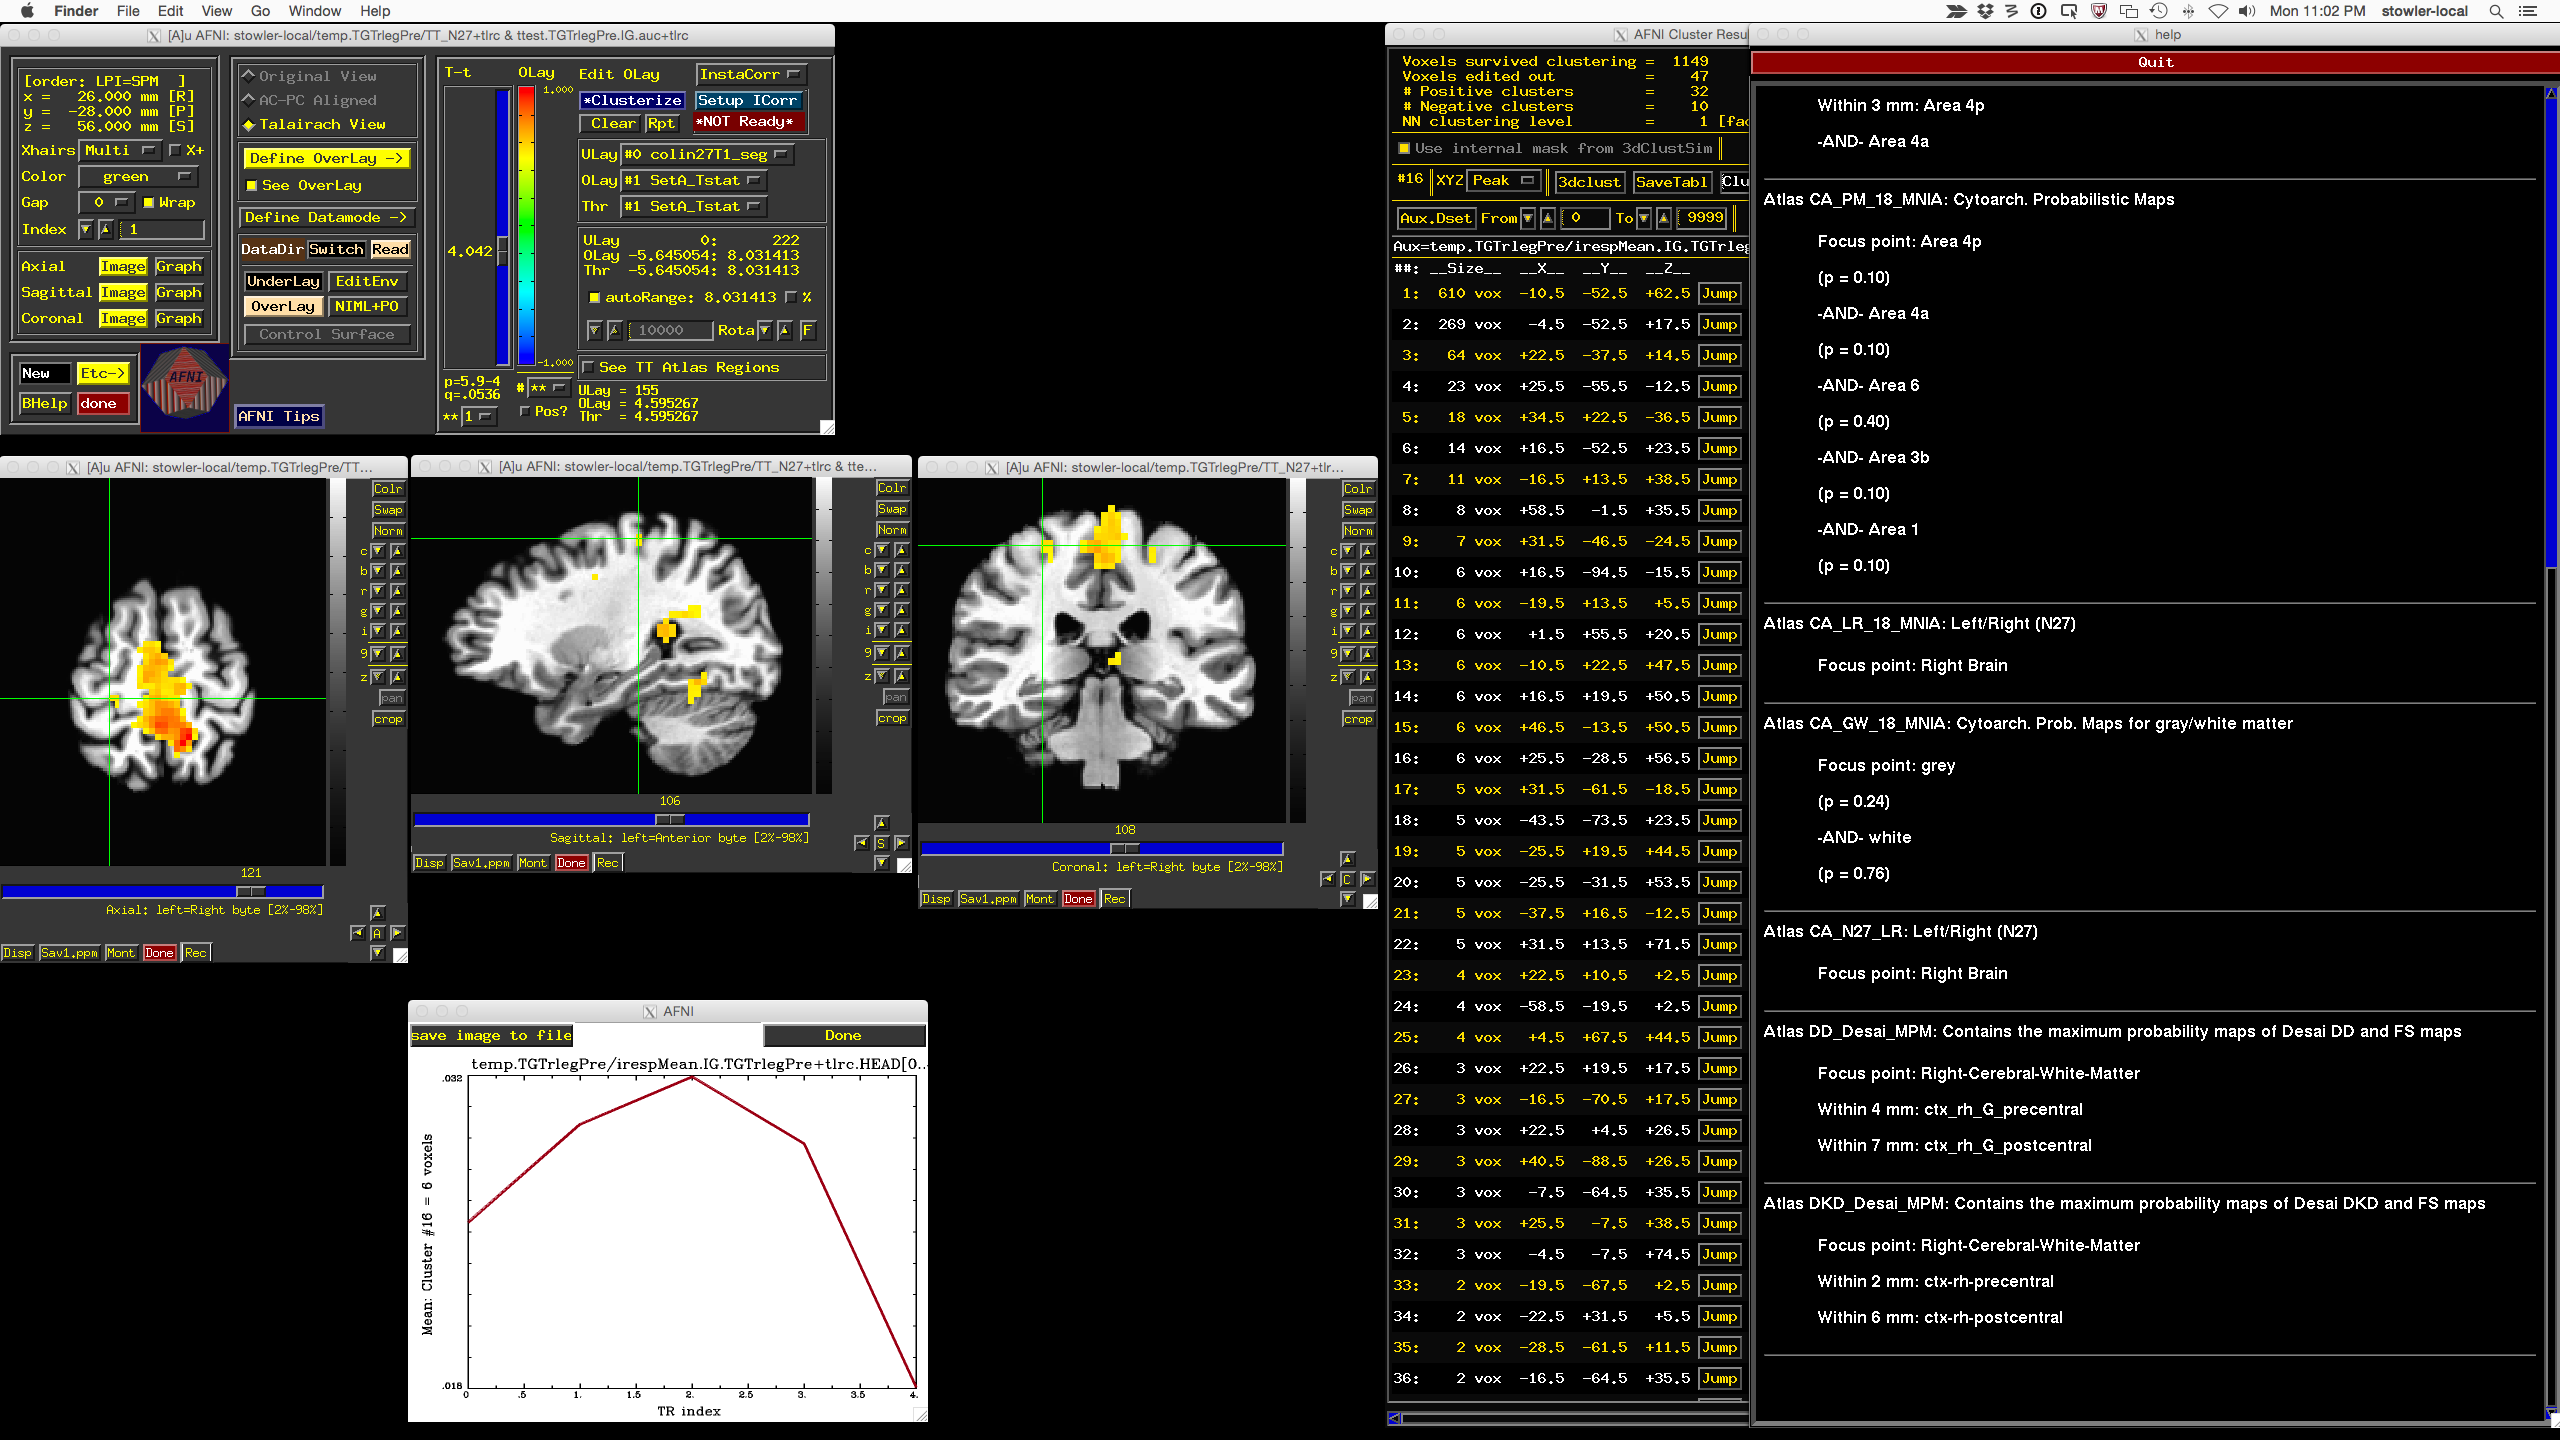 Finder File Edit View Go Window Help
Mon 11:02 PM stowler-local
[A]u AFNI: stowler-local/temp.TGTrlegPre/TT_N27+tlrc & ttest.TGTrlegPre.IG.auc+tlrc
[order: LPI=SPM ]
x = 26.000 mm [R]
y = -28.000 mm [P]
z = 56.000 mm [S]
Xhairs Multi X+
Color green
Gap 0 Wrap
Index 1
Axial Image Graph
Sagittal Image Graph
Coronal Image Graph
New Etc->
BHelp done
AFNI
AFNI Tips
Original View
AC-PC Aligned
Talairach View
Define OverLay ->
See OverLay
Define Datamode ->
DataDir Switch Read
UnderLay EditEnv
OverLay NIML+PO
Control Surface
T-t
4.042
p=5.9-4
q=.0536
** 1
OLay
1.000
-1.000
# **
Pos?
Edit OLay InstaCorr
*Clusterize Setup ICorr
Clear Rpt *NOT Ready*
ULay #0 colin27T1_seg
OLay #1 SetA_Tstat
Thr #1 SetA_Tstat
ULay 0: 222
OLay -5.645054: 8.031413
Thr -5.645054: 8.031413
autoRange: 8.031413 %
10000 Rota F
See TT Atlas Regions
ULay = 155
OLay = 4.595267
Thr = 4.595267
[A]u AFNI: stowler-local/temp.TGTrlegPre/TT...
Colr
Swap
Norm
c
b
r
g
i
9
z
pan
crop
121
Axial: left=Right byte [2%-98%]
A
Disp Sav1.ppm Mont Done Rec
[A]u AFNI: stowler-local/temp.TGTrlegPre/TT_N27+tlrc & tte...
Colr
Swap
Norm
c
b
r
g
i
9
z
pan
crop
106
Sagittal: left=Anterior byte [2%-98%]
S
Disp Sav1.ppm Mont Done Rec
[A]u AFNI: stowler-local/temp.TGTrlegPre/TT_N27+tlr...
Colr
Swap
Norm
c
b
r
g
i
9
z
pan
crop
108
Coronal: left=Right byte [2%-98%]
C
Disp Sav1.ppm Mont Done Rec
AFNI
save image to file Done
temp.TGTrlegPre/irespMean.IG.TGTrlegPre+tlrc.HEAD[0..
.032
Mean: Cluster #16 = 6 voxels
.018
0 .5 1. 1.5 2. 2.5 3. 3.5 4.
TR index
AFNI Cluster Resu
Voxels survived clustering = 1149
Voxels edited out = 47
# Positive clusters = 32
# Negative clusters = 10
NN clustering level = 1 [fac
Use internal mask from 3dClustSim
#16 XYZ Peak 3dclust SaveTabl Clu
Aux.Dset From 0 To 9999
Aux=temp.TGTrlegPre/irespMean.IG.TGTrleg
##: __Size__ __X__ __Y__ __Z__
1: 610 vox -10.5 -52.5 +62.5 Jump
2: 269 vox -4.5 -52.5 +17.5 Jump
3: 64 vox +22.5 -37.5 +14.5 Jump
4: 23 vox +25.5 -55.5 -12.5 Jump
5: 18 vox +34.5 +22.5 -36.5 Jump
6: 14 vox +16.5 -52.5 +23.5 Jump
7: 11 vox -16.5 +13.5 +38.5 Jump
8: 8 vox +58.5 -1.5 +35.5 Jump
9: 7 vox +31.5 -46.5 -24.5 Jump
10: 6 vox +16.5 -94.5 -15.5 Jump
11: 6 vox -19.5 +13.5 +5.5 Jump
12: 6 vox +1.5 +55.5 +20.5 Jump
13: 6 vox -10.5 +22.5 +47.5 Jump
14: 6 vox +16.5 +19.5 +50.5 Jump
15: 6 vox +46.5 -13.5 +50.5 Jump
16: 6 vox +25.5 -28.5 +56.5 Jump
17: 5 vox +31.5 -61.5 -18.5 Jump
18: 5 vox -43.5 -73.5 +23.5 Jump
19: 5 vox -25.5 +19.5 +44.5 Jump
20: 5 vox -25.5 -31.5 +53.5 Jump
21: 5 vox -37.5 +16.5 -12.5 Jump
22: 5 vox +31.5 +13.5 +71.5 Jump
23: 4 vox +22.5 +10.5 +2.5 Jump
24: 4 vox -58.5 -19.5 +2.5 Jump
25: 4 vox +4.5 +67.5 +44.5 Jump
26: 3 vox +22.5 +19.5 +17.5 Jump
27: 3 vox -16.5 -70.5 +17.5 Jump
28: 3 vox +22.5 +4.5 +26.5 Jump
29: 3 vox +40.5 -88.5 +26.5 Jump
30: 3 vox -7.5 -64.5 +35.5 Jump
31: 3 vox +25.5 -7.5 +38.5 Jump
32: 3 vox -4.5 -7.5 +74.5 Jump
33: 2 vox -19.5 -67.5 +2.5 Jump
34: 2 vox -22.5 +31.5 +5.5 Jump
35: 2 vox -28.5 -61.5 +11.5 Jump
36: 2 vox -16.5 -64.5 +35.5 Jump
help
Quit
Within 3 mm: Area 4p
-AND- Area 4a
Atlas CA_PM_18_MNIA: Cytoarch. Probabilistic Maps
Focus point: Area 4p
(p = 0.10)
-AND- Area 4a
(p = 0.10)
-AND- Area 6
(p = 0.40)
-AND- Area 3b
(p = 0.10)
-AND- Area 1
(p = 0.10)
Atlas CA_LR_18_MNIA: Left/Right (N27)
Focus point: Right Brain
Atlas CA_GW_18_MNIA: Cytoarch. Prob. Maps for gray/white matter
Focus point: grey
(p = 0.24)
-AND- white
(p = 0.76)
Atlas CA_N27_LR: Left/Right (N27)
Focus point: Right Brain
Atlas DD_Desai_MPM: Contains the maximum probability maps of Desai DD and FS maps
Focus point: Right-Cerebral-White-Matter
Within 4 mm: ctx_rh_G_precentral
Within 7 mm: ctx_rh_G_postcentral
Atlas DKD_Desai_MPM: Contains the maximum probability maps of Desai DKD and FS maps
Focus point: Right-Cerebral-White-Matter
Within 2 mm: ctx-rh-precentral
Within 6 mm: ctx-rh-postcentral